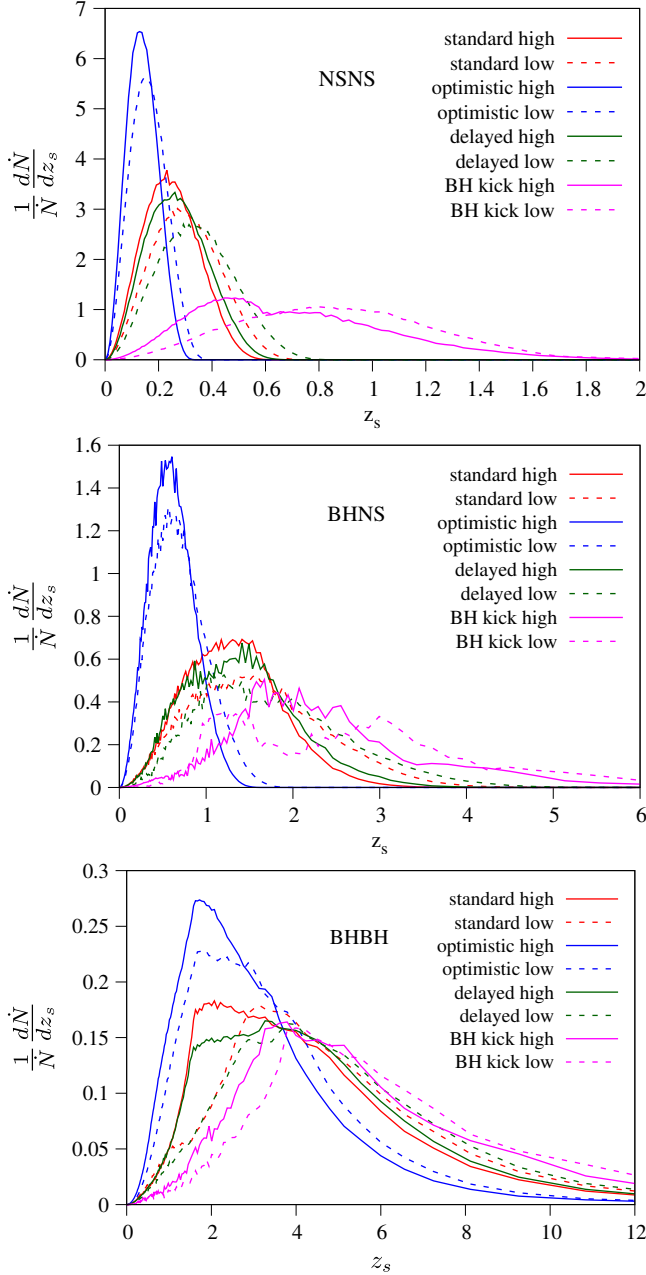 7
6
5
4
3
2
1
0
0 0.2 0.4 0.6 0.8 1 1.2 1.4 1.6 1.8 2
z_s
1/Ṅ dṄ/dz_s
NSNS
standard high
standard low
optimistic high
optimistic low
delayed high
delayed low
BH kick high
BH kick low
1.6
1.4
1.2
1
0.8
0.6
0.4
0.2
0
0 1 2 3 4 5 6
z_s
1/Ṅ dṄ/dz_s
BHNS
standard high
standard low
optimistic high
optimistic low
delayed high
delayed low
BH kick high
BH kick low
0.3
0.25
0.2
0.15
0.1
0.05
0
0 2 4 6 8 10 12
z_s
1/Ṅ dṄ/dz_s
BHBH
standard high
standard low
optimistic high
optimistic low
delayed high
delayed low
BH kick high
BH kick low